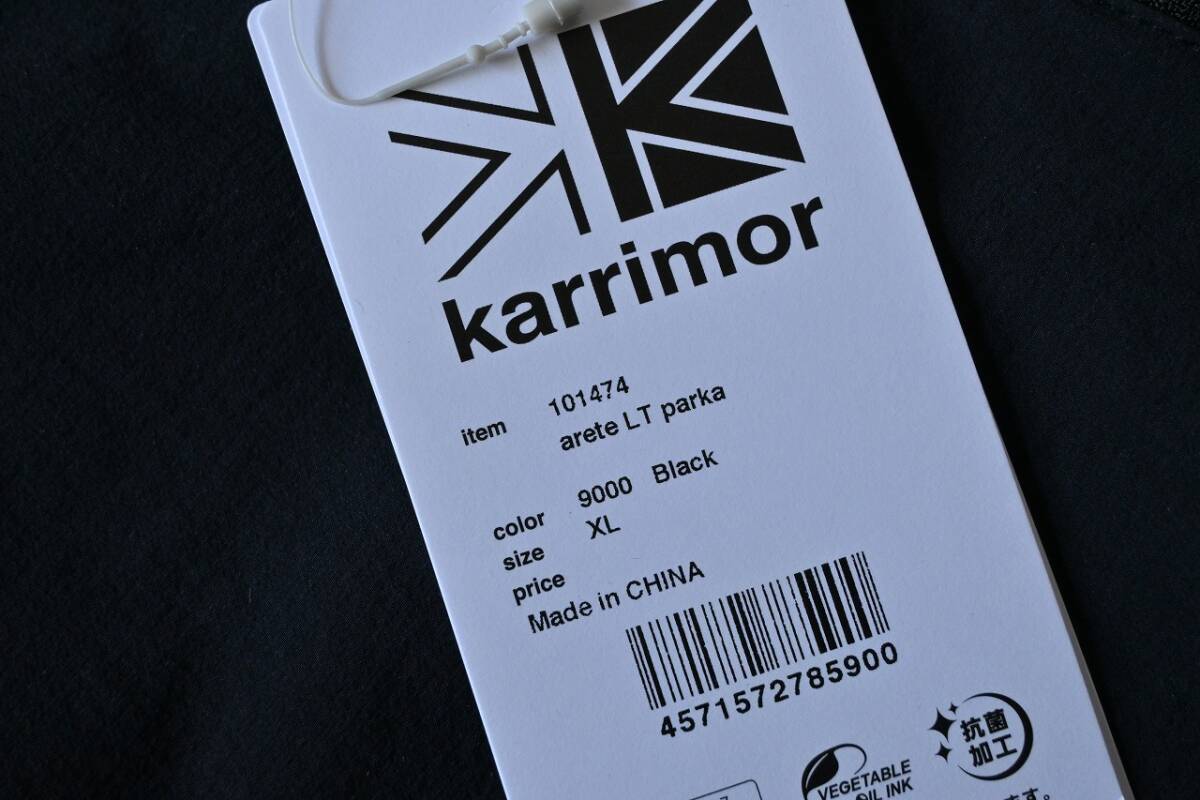 karrimor
item 101474
arete LT parka
color 9000 Black
size XL
price
Made in CHINA
4571572785900
抗菌
加工
VEGETABLE
OIL INK
す。